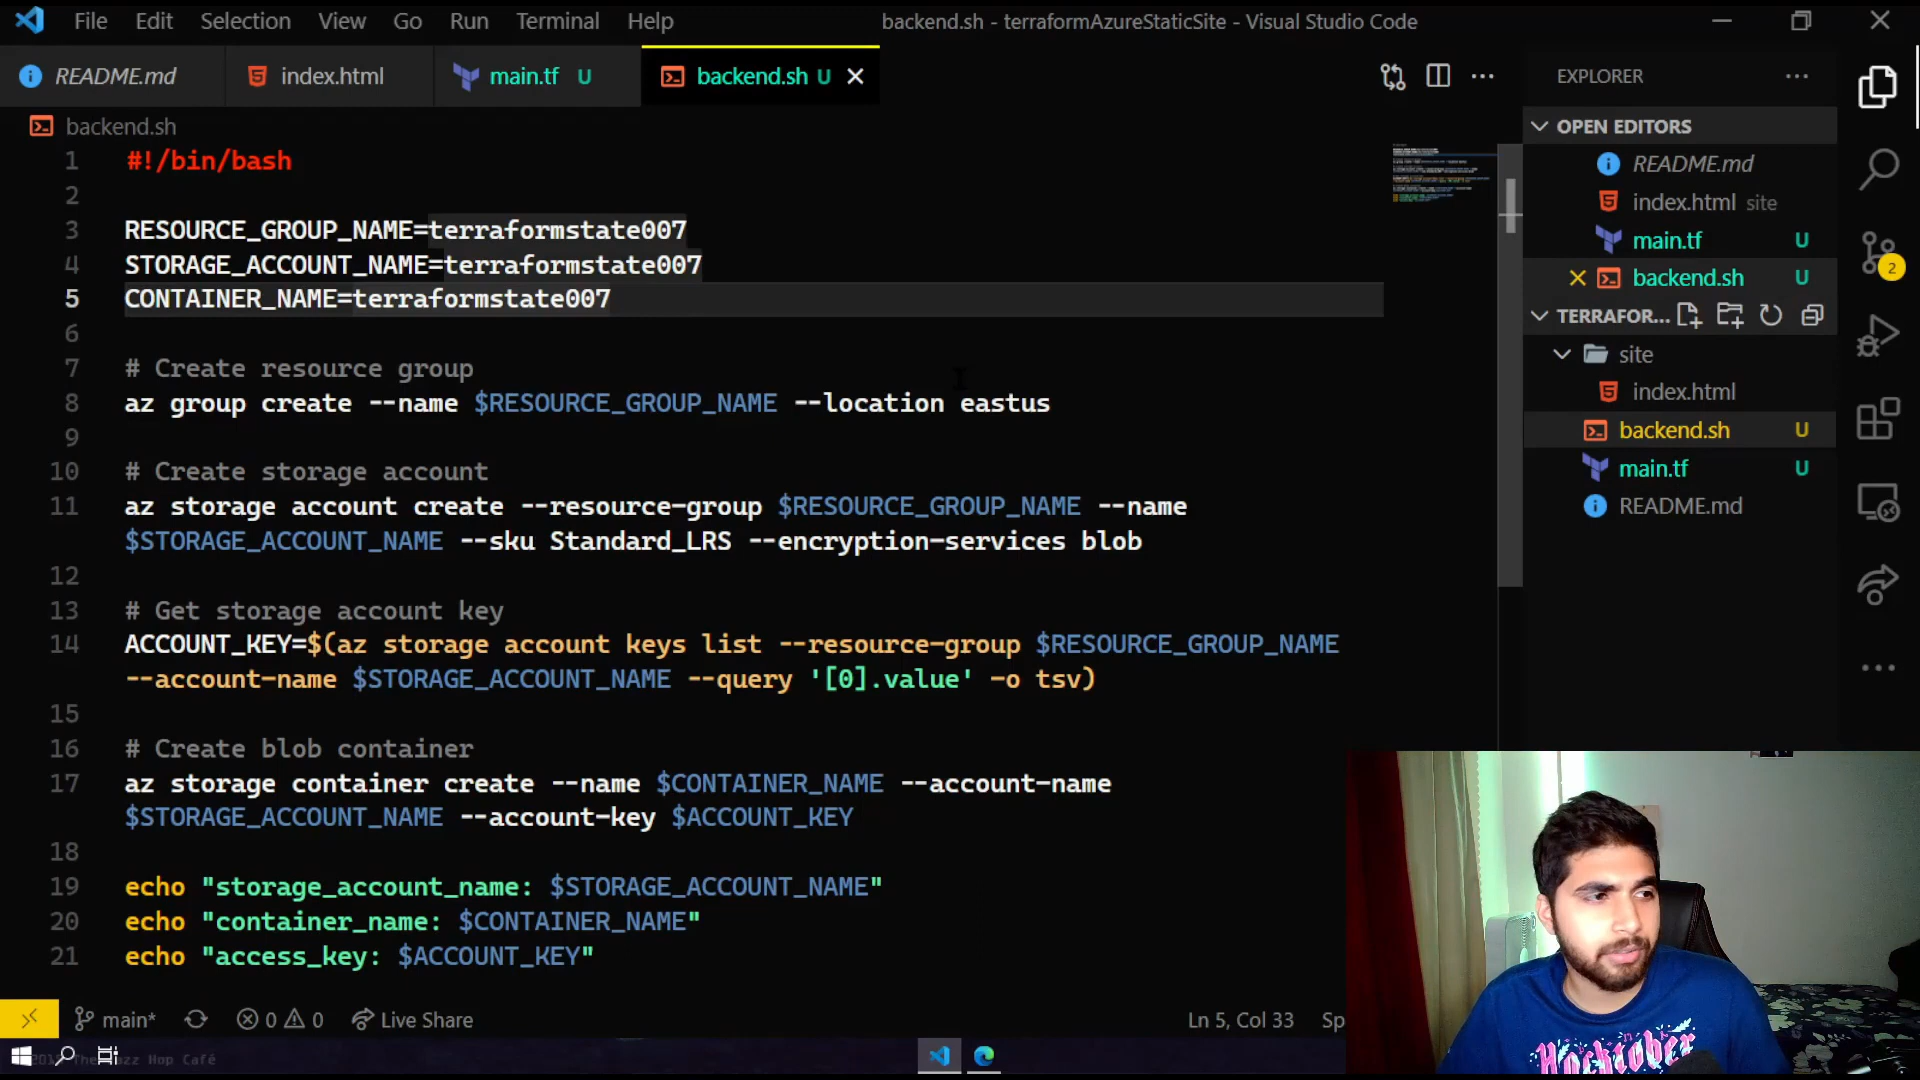 File Edit Selection View Go Run Terminal Help
backend.sh - terraformAzureStaticSite - Visual Studio Code
README.md
index.html
main.tf U
backend.sh U
backend.sh
1 #!/bin/bash
2
3 RESOURCE_GROUP_NAME=terraformstate007
4 STORAGE_ACCOUNT_NAME=terraformstate007
5 CONTAINER_NAME=terraformstate007
6
7 # Create resource group
8 az group create --name $RESOURCE_GROUP_NAME --location eastus
9
10 # Create storage account
11 az storage account create --resource-group $RESOURCE_GROUP_NAME --name
$STORAGE_ACCOUNT_NAME --sku Standard_LRS --encryption-services blob
12
13 # Get storage account key
14 ACCOUNT_KEY=$(az storage account keys list --resource-group $RESOURCE_GROUP_NAME
--account-name $STORAGE_ACCOUNT_NAME --query '[0].value' -o tsv)
15
16 # Create blob container
17 az storage container create --name $CONTAINER_NAME --account-name
$STORAGE_ACCOUNT_NAME --account-key $ACCOUNT_KEY
18
19 echo "storage_account_name: $STORAGE_ACCOUNT_NAME"
20 echo "container_name: $CONTAINER_NAME"
21 echo "access_key: $ACCOUNT_KEY"
EXPLORER
OPEN EDITORS
README.md
index.html site
main.tf U
backend.sh U
TERRAFOR...
site
index.html
backend.sh U
main.tf U
README.md
2
main*
0 0
Live Share
Ln 5, Col 33
Sp
Hop Café